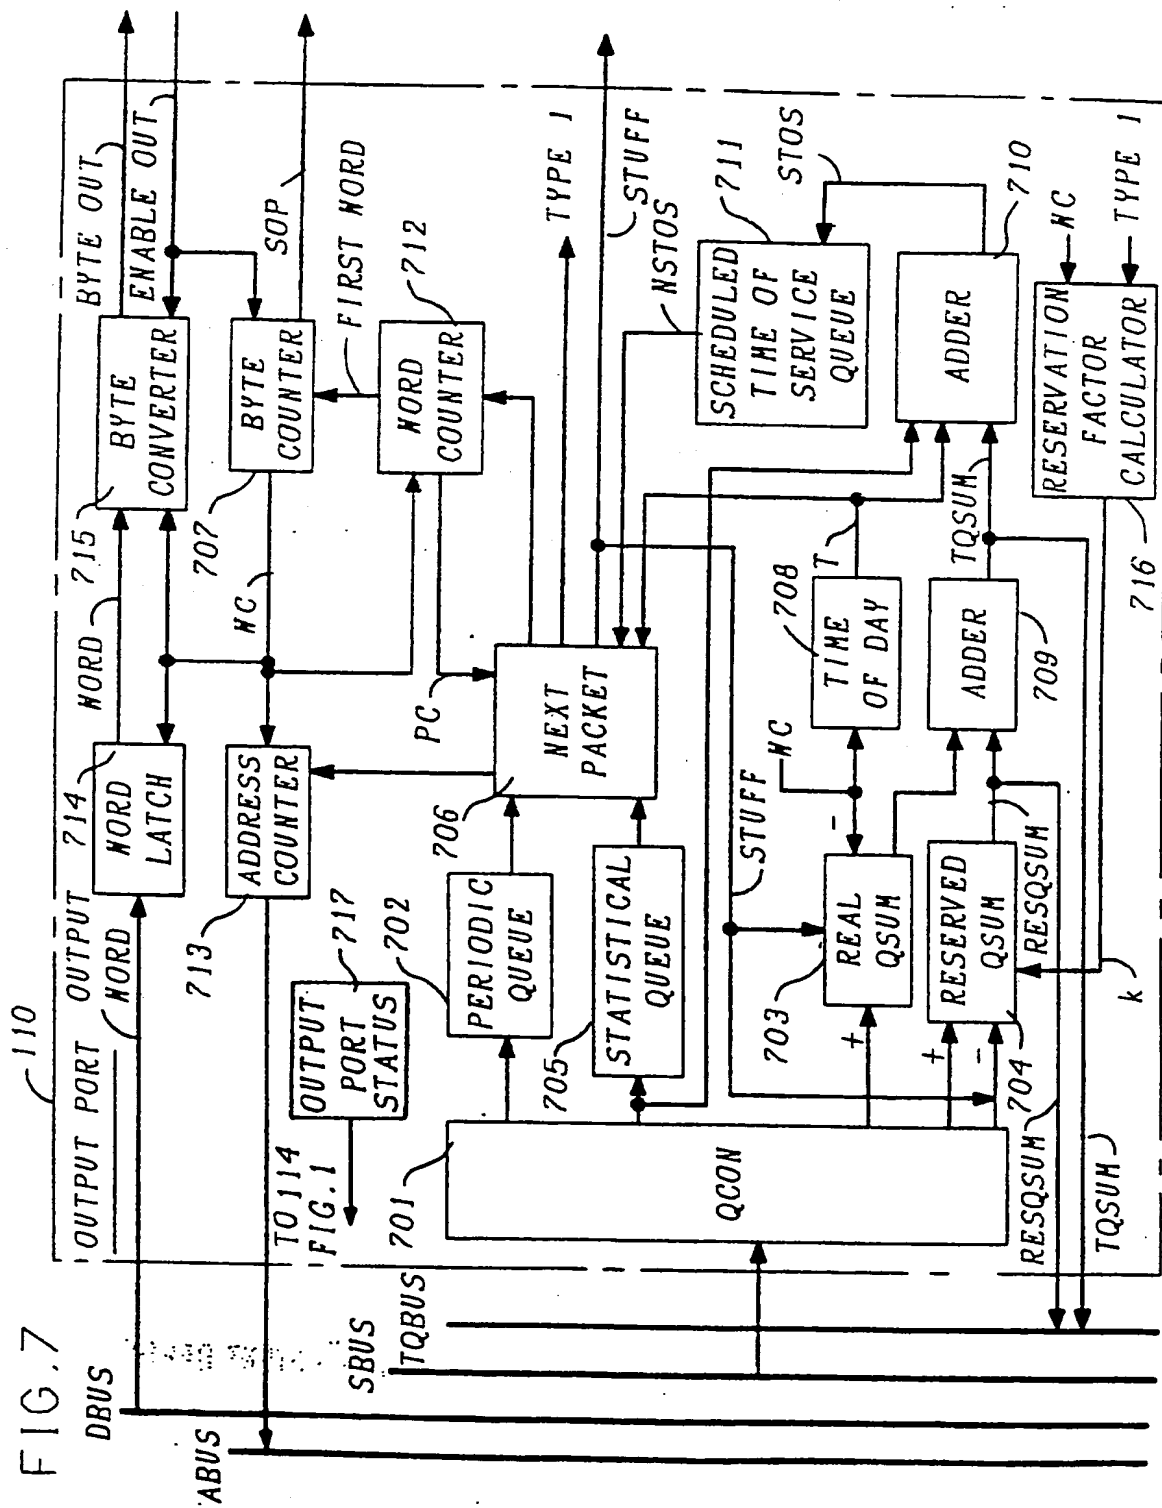 FIG.7
110
OUTPUT PORT
DBUS
ABUS
SBUS
TQBUS
OUTPUT
WORD
714
WORD
LATCH
WORD
715
BYTE
CONVERTER
BYTE OUT
ENABLE OUT
713
ADDRESS
COUNTER
WC
707
BYTE
COUNTER
SOP
FIRST WORD
712
WORD
COUNTER
PC
TO 114
FIG.1
OUTPUT
PORT
STATUS
717
701
QCON
702
PERIODIC
QUEUE
705
STATISTICAL
QUEUE
706
NEXT
PACKET
TYPE 1
STUFF
NSTOS
711
SCHEDULED
TIME OF
SERVICE
QUEUE
STOS
STUFF
WC
708
TIME
OF DAY
T
703
REAL
QSUM
+
-
704
RESERVED
QSUM
+
-
RESQSUM
709
ADDER
TQSUM
710
ADDER
RESQSUM
TQSUM
k
716
RESERVATION
FACTOR
CALCULATOR
WC
TYPE 1